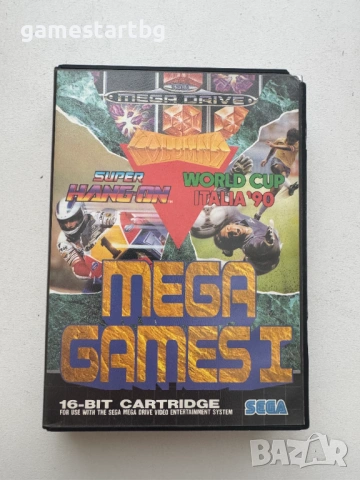 gamestartbg
SEGA
MEGA DRIVE
COLUMNS
SUPER
HANG-ON
WORLD CUP
ITALIA '90
MEGA
GAMES I
16-BIT CARTRIDGE
FOR USE WITH THE SEGA MEGA DRIVE VIDEO ENTERTAINMENT SYSTEM
SEGA
BAZAR